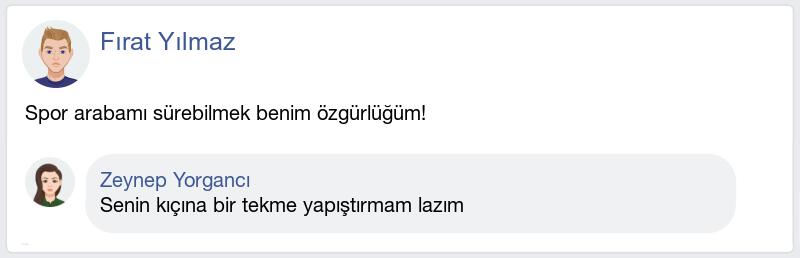 Fırat Yılmaz
Spor arabamı sürebilmek benim özgürlüğüm!
Zeynep Yorgancı
Senin kıçına bir tekme yapıştırmam lazım